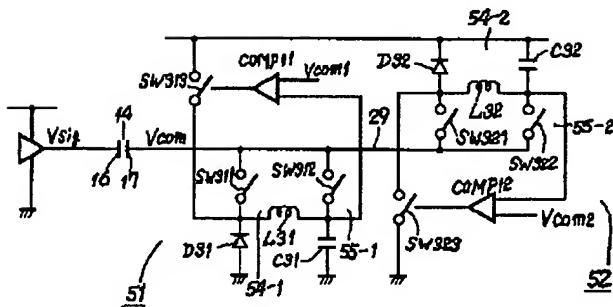 54-2
COMP11
Vcom1
SW313
D32
C32
L32
Vsig
14
Vcom
29
SW321
SW322
55-2
16
17
SW311
SW312
COMP12
Vcom2
SW323
D31
L31
C31
54-1
55-1
51
52